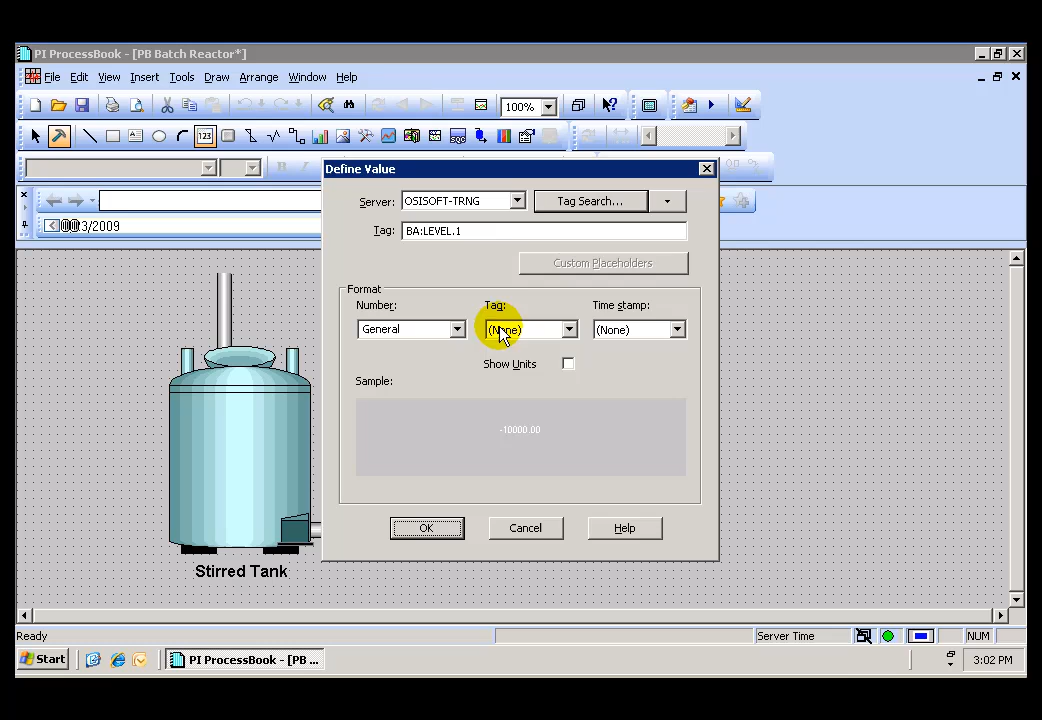 PI ProcessBook - [PB Batch Reactor*]
File Edit View Insert Tools Draw Arrange Window Help
100%
123
SQC
Define Value
Server: OSISOFT-TRNG Tag Search...
Tag: BA:LEVEL.1
3/2009
Custom Placeholders
Format
Number: Tag: Time stamp:
General (None) (None)
Show Units
Sample:
-10000.00
OK Cancel Help
Stirred Tank
Ready Server Time NUM
Start PI ProcessBook - [PB ... 3:02 PM